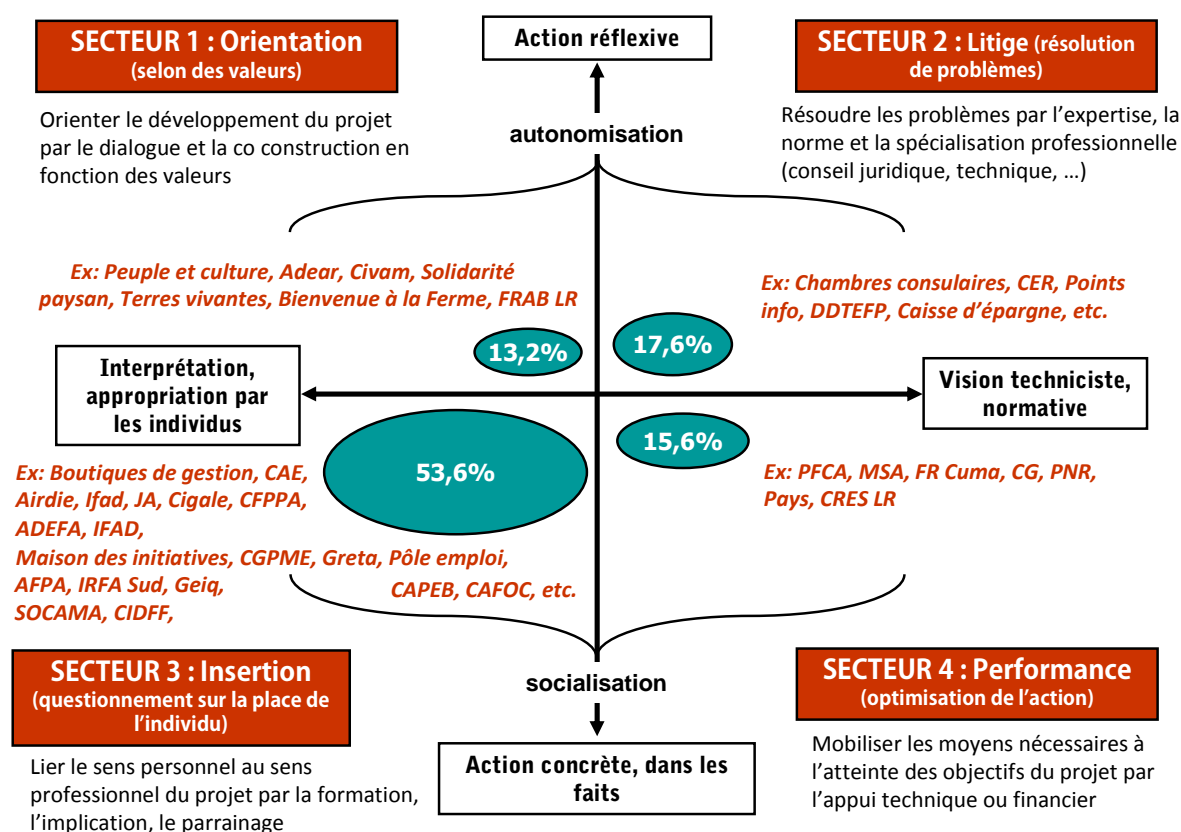 SECTEUR 1 : Orientation
(selon des valeurs)
Orienter le développement du projet
par le dialogue et la co construction en
fonction des valeurs
Action réflexive
autonomisation
SECTEUR 2 : Litige (résolution
de problèmes)
Résoudre les problèmes par l’expertise, la
norme et la spécialisation professionnelle
(conseil juridique, technique, …)
Ex: Peuple et culture, Adear, Civam, Solidarité
paysan, Terres vivantes, Bienvenue à la Ferme, FRAB LR
Ex: Chambres consulaires, CER, Points
info, DDTEFP, Caisse d’épargne, etc.
13,2%
17,6%
Interprétation,
appropriation par
les individus
Vision techniciste,
normative
53,6%
15,6%
Ex: Boutiques de gestion, CAE,
Airdie, Ifad, JA, Cigale, CFPPA,
ADEFA, IFAD,
Maison des initiatives, CGPME, Greta, Pôle emploi,
AFPA, IRFA Sud, Geiq,
CAPEB, CAFOC, etc.
SOCAMA, CIDFF,
Ex: PFCA, MSA, FR Cuma, CG, PNR,
Pays, CRES LR
SECTEUR 3 : Insertion
(questionnement sur la place de
l’individu)
Lier le sens personnel au sens
professionnel du projet par la formation,
l’implication, le parrainage
socialisation
Action concrète, dans les
faits
SECTEUR 4 : Performance
(optimisation de l’action)
Mobiliser les moyens nécessaires à
l’atteinte des objectifs du projet par
l’appui technique ou financier